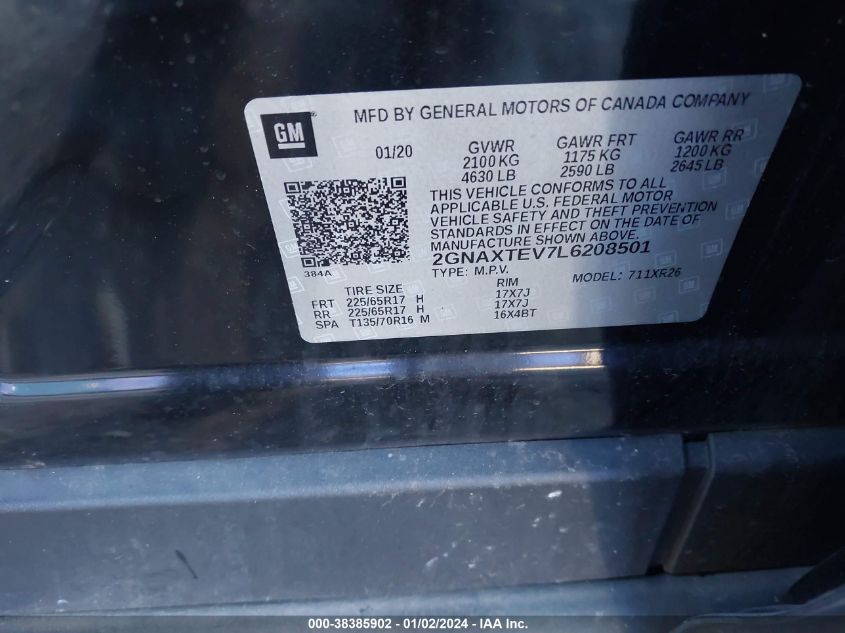 MFD BY GENERAL MOTORS OF CANADA COMPANY
GM
01/20
GVWR
2100 KG
4630 LB
GAWR FRT
1175 KG
2590 LB
GAWR RR
1200 KG
2645 LB
THIS VEHICLE CONFORMS TO ALL
APPLICABLE U.S. FEDERAL MOTOR
VEHICLE SAFETY AND THEFT PREVENTION
STANDARDS IN EFFECT ON THE DATE OF
MANUFACTURE SHOWN ABOVE.
2GNAXTEV7L6208501
384A
TYPE: M.P.V.
MODEL: 711XR26
TIRE SIZE
RIM
FRT 225/65R17 H 17X7J
RR 225/65R17 H 17X7J
SPA T135/70R16 M 16X4BT
000-38385902 - 01/02/2024 - IAA Inc.